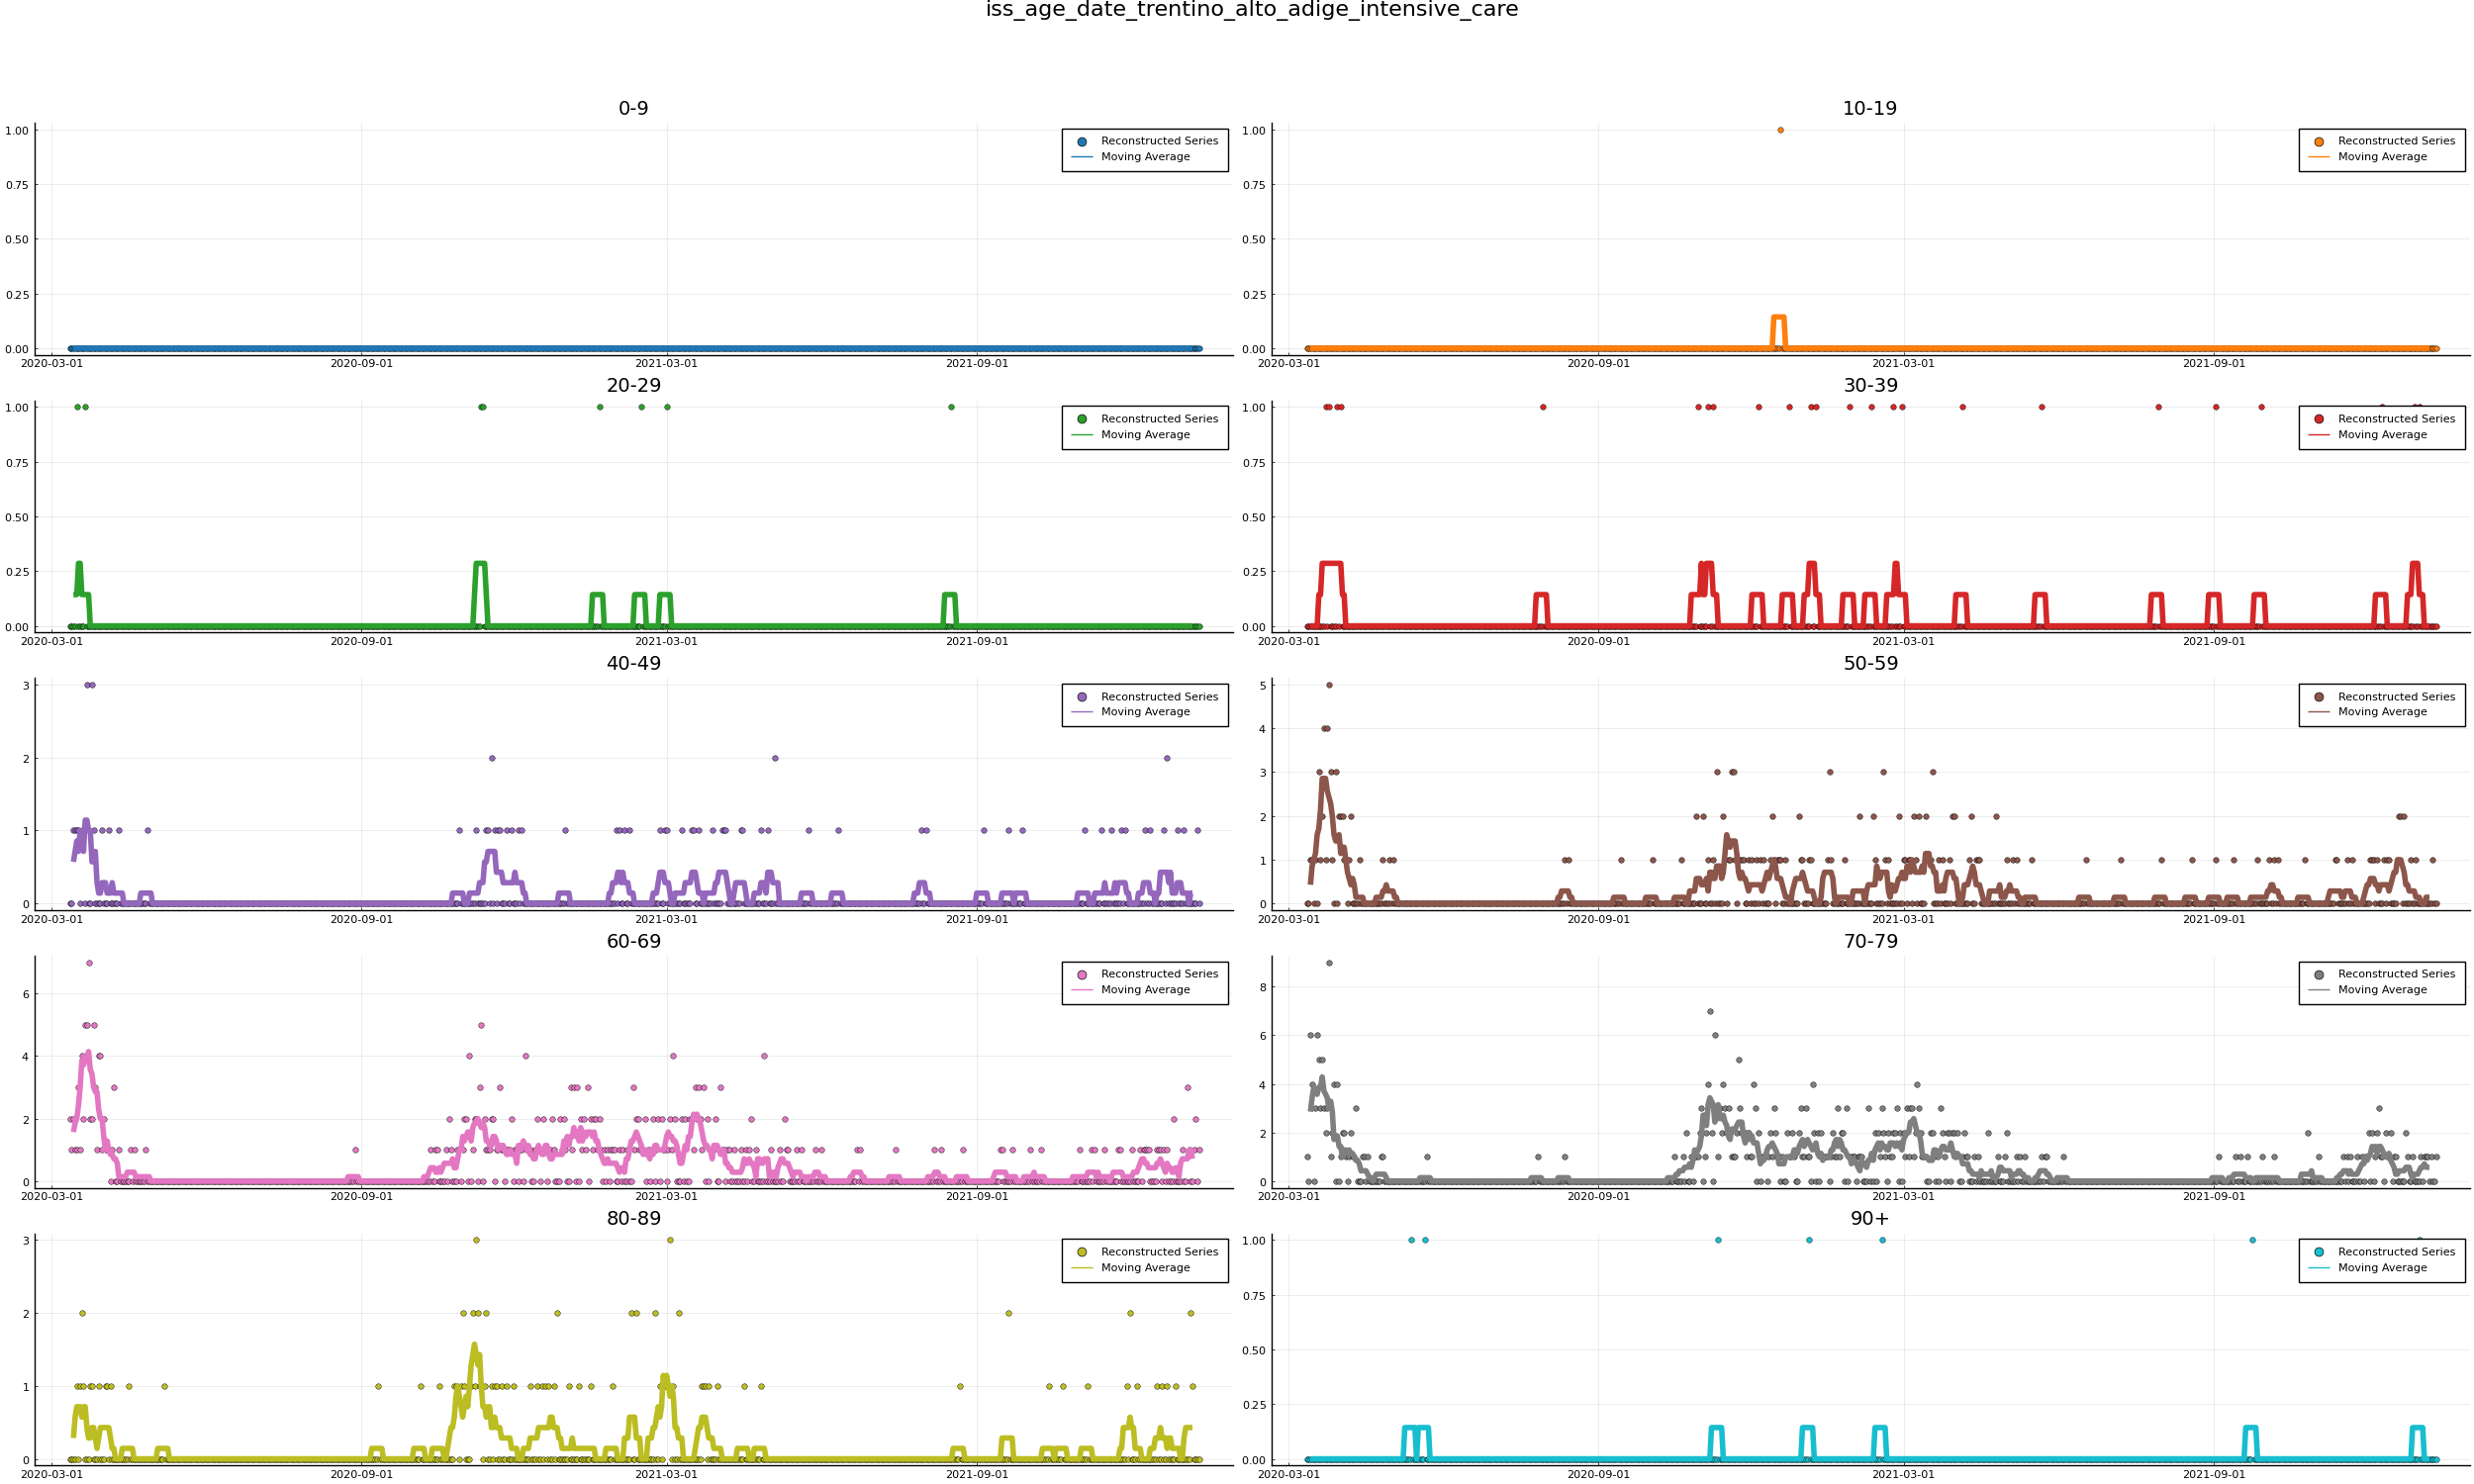 iss_age_date_trentino_alto_adige_intensive_care
0-9
1.00
0.75
0.50
0.25
0.00
Reconstructed Series
Moving Average
2020-03-01 2020-09-01 2021-03-01 2021-09-01
10-19
1.00
0.75
0.50
0.25
0.00
Reconstructed Series
Moving Average
2020-03-01 2020-09-01 2021-03-01 2021-09-01
20-29
1.00
0.75
0.50
0.25
0.00
Reconstructed Series
Moving Average
2020-03-01 2020-09-01 2021-03-01 2021-09-01
30-39
1.00
0.75
0.50
0.25
0.00
Reconstructed Series
Moving Average
2020-03-01 2020-09-01 2021-03-01 2021-09-01
40-49
3
2
1
0
Reconstructed Series
Moving Average
2020-03-01 2020-09-01 2021-03-01 2021-09-01
50-59
5
4
3
2
1
0
Reconstructed Series
Moving Average
2020-03-01 2020-09-01 2021-03-01 2021-09-01
60-69
6
4
2
0
Reconstructed Series
Moving Average
2020-03-01 2020-09-01 2021-03-01 2021-09-01
70-79
8
6
4
2
0
Reconstructed Series
Moving Average
2020-03-01 2020-09-01 2021-03-01 2021-09-01
80-89
3
2
1
0
Reconstructed Series
Moving Average
2020-03-01 2020-09-01 2021-03-01 2021-09-01
90+
1.00
0.75
0.50
0.25
0.00
Reconstructed Series
Moving Average
2020-03-01 2020-09-01 2021-03-01 2021-09-01